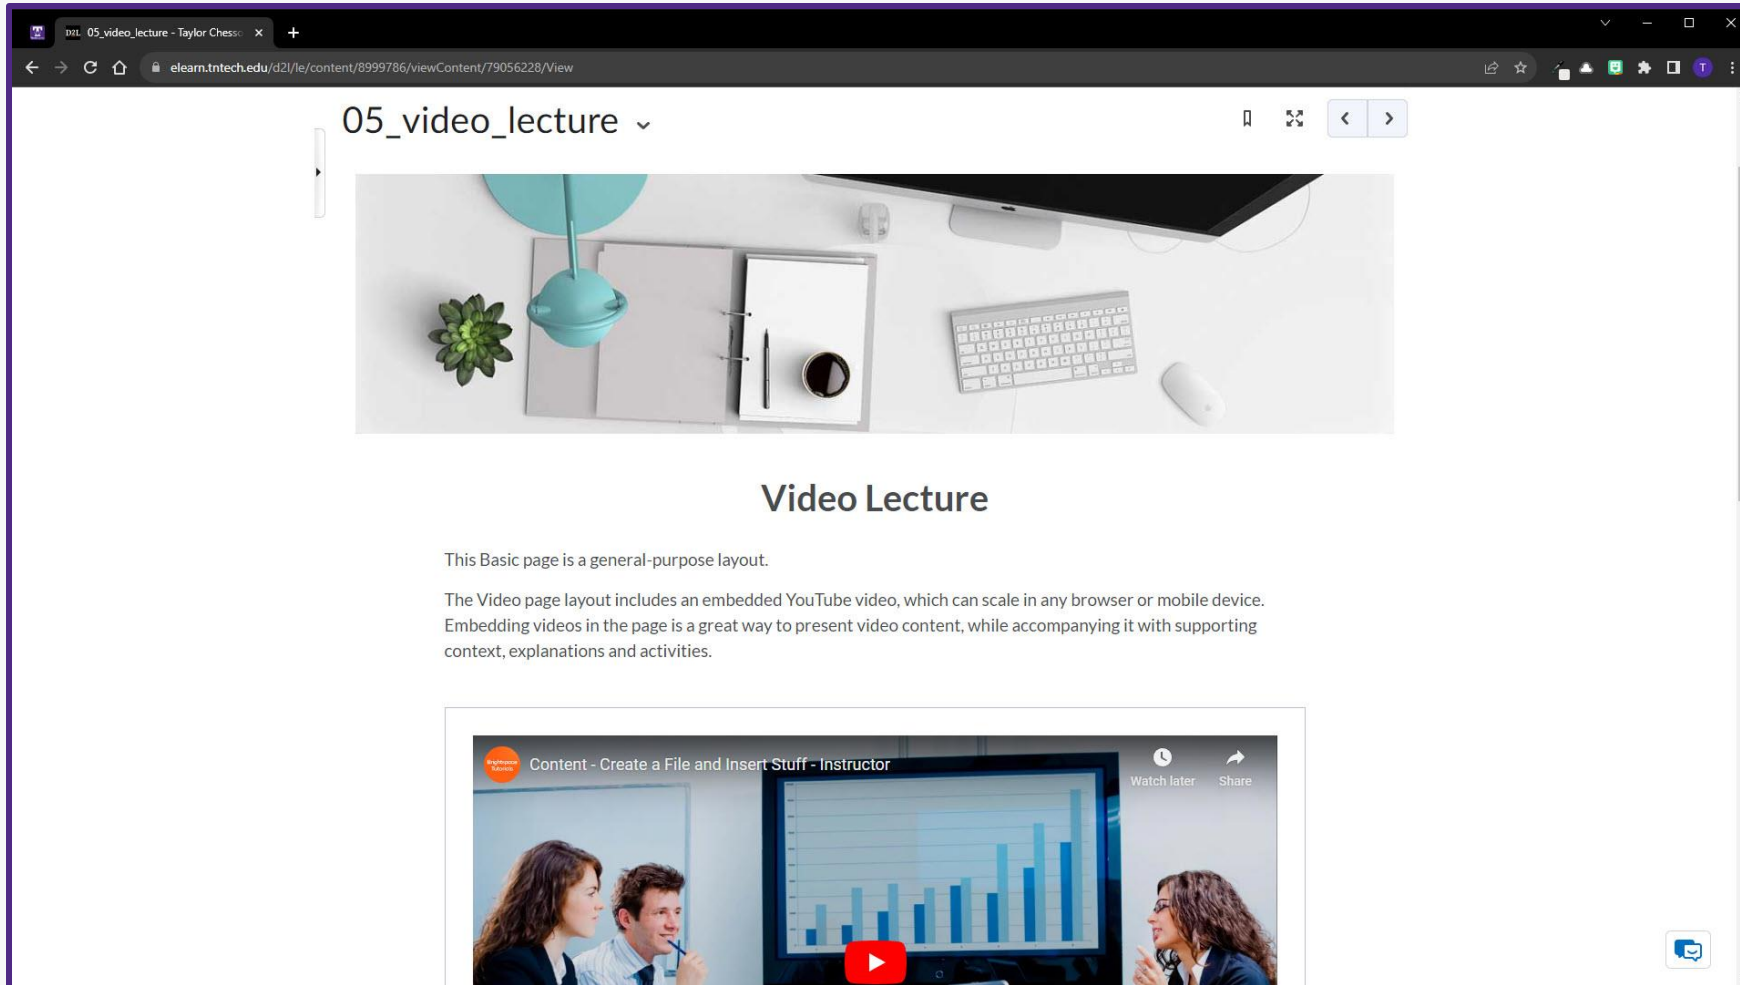 D2L 05_video_lecture - Taylor Chesso
elearn.tntech.edu/d2l/le/content/8999786/viewContent/79056228/View
T
05_video_lecture
Video Lecture
This Basic page is a general-purpose layout.
The Video page layout includes an embedded YouTube video, which can scale in any browser or mobile device.
Embedding videos in the page is a great way to present video content, while accompanying it with supporting
context, explanations and activities.
Brightspace
Tutorials
Content - Create a File and Insert Stuff - Instructor
Watch later
Share